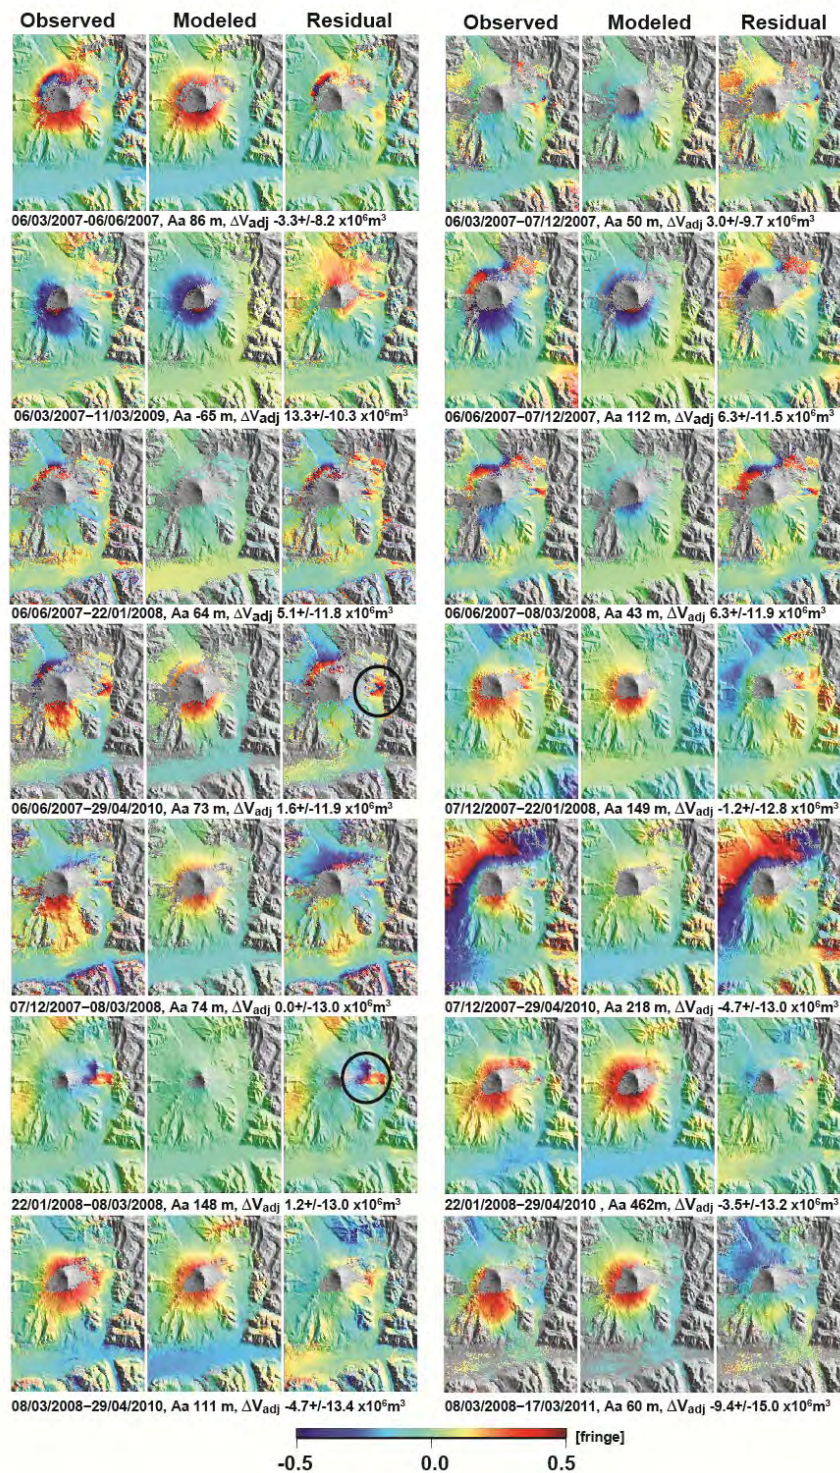 Observed Modeled Residual Observed Modeled Residual
06/03/2007-06/06/2007, Aa 86 m, ΔVadj -3.3+/-8.2 x10⁶m³
06/03/2007–07/12/2007, Aa 50 m, ΔVadj 3.0+/-9.7 x10⁶m³
06/03/2007–11/03/2009, Aa -65 m, ΔVadj 13.3+/-10.3 x10⁶m³
06/06/2007–07/12/2007, Aa 112 m, ΔVadj 6.3+/-11.5 x10⁶m³
06/06/2007–22/01/2008, Aa 64 m, ΔVadj 5.1+/-11.8 x10⁶m³
06/06/2007–08/03/2008, Aa 43 m, ΔVadj 6.3+/-11.9 x10⁶m³
06/06/2007–29/04/2010, Aa 73 m, ΔVadj 1.6+/-11.9 x10⁶m³
07/12/2007–22/01/2008, Aa 149 m, ΔVadj -1.2+/-12.8 x10⁶m³
07/12/2007–08/03/2008, Aa 74 m, ΔVadj 0.0+/-13.0 x10⁶m³
07/12/2007–29/04/2010, Aa 218 m, ΔVadj -4.7+/-13.0 x10⁶m³
22/01/2008–08/03/2008, Aa 148 m, ΔVadj 1.2+/-13.0 x10⁶m³
22/01/2008–29/04/2010 , Aa 462m, ΔVadj -3.5+/-13.2 x10⁶m³
08/03/2008–29/04/2010, Aa 111 m, ΔVadj -4.7+/-13.4 x10⁶m³
08/03/2008–17/03/2011, Aa 60 m, ΔVadj -9.4+/-15.0 x10⁶m³
[fringe]
-0.5 0.0 0.5